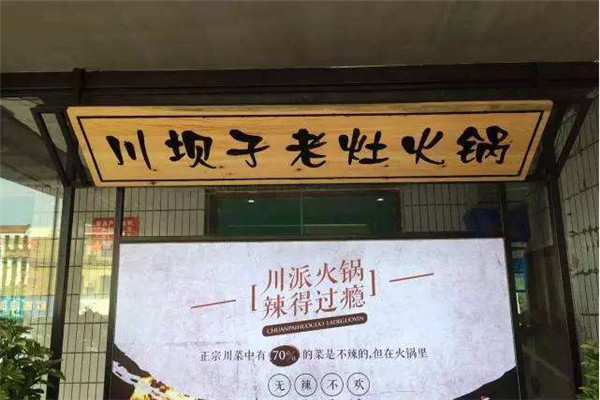 川坝子老灶火锅
川派火锅
辣得过瘾
CHUANPAIHUOGUO LADEGUOYIN
正宗川菜中有70%的菜是不辣的,但在火锅里
无辣不欢